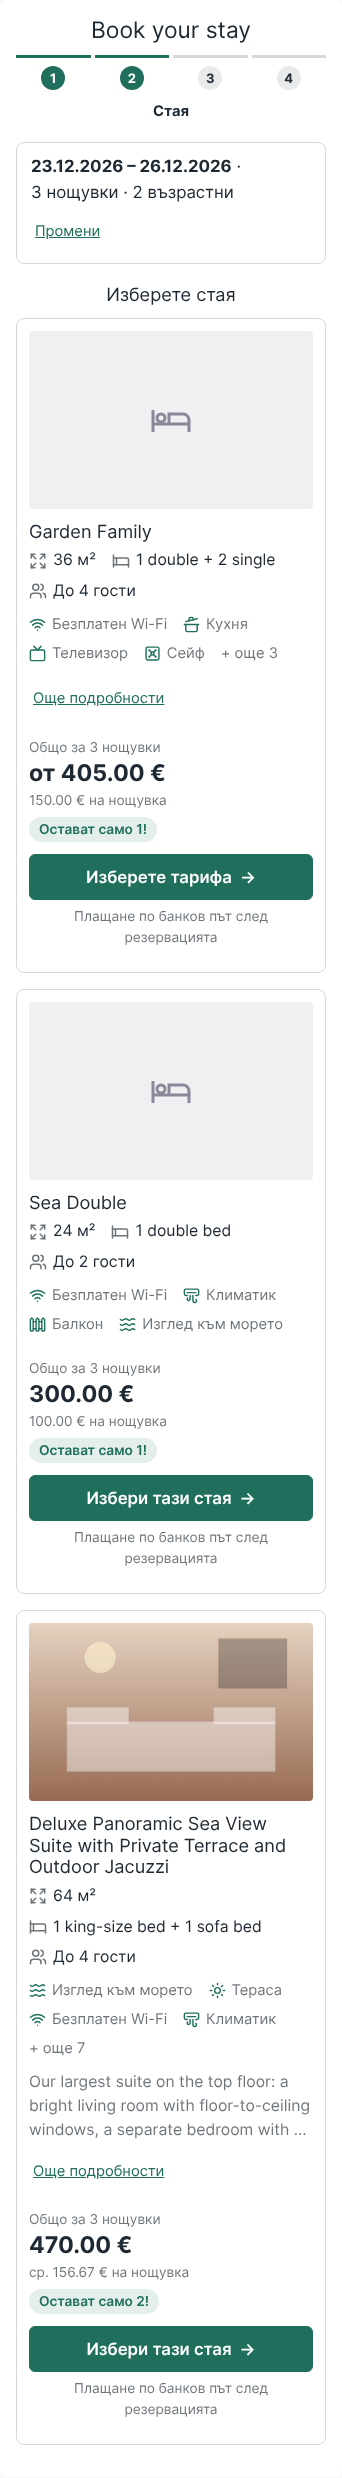 Book your stay
1 2 3 4
Стая
23.12.2026 – 26.12.2026 ·
3 нощувки · 2 възрастни
Промени
Изберете стая
Garden Family
36 м² 1 double + 2 single
До 4 гости
Безплатен Wi-Fi Кухня
Телевизор Сейф + още 3
Още подробности
Общо за 3 нощувки
от 405.00 €
150.00 € на нощувка
Остават само 1!
Изберете тарифа →
Плащане по банков път след
резервацията
Sea Double
24 м² 1 double bed
До 2 гости
Безплатен Wi-Fi Климатик
Балкон Изглед към морето
Общо за 3 нощувки
300.00 €
100.00 € на нощувка
Остават само 1!
Избери тази стая →
Плащане по банков път след
резервацията
Deluxe Panoramic Sea View
Suite with Private Terrace and
Outdoor Jacuzzi
64 м²
1 king-size bed + 1 sofa bed
До 4 гости
Изглед към морето Тераса
Безплатен Wi-Fi Климатик
+ още 7
Our largest suite on the top floor: a
bright living room with floor-to-ceiling
windows, a separate bedroom with ...
Още подробности
Общо за 3 нощувки
470.00 €
ср. 156.67 € на нощувка
Остават само 2!
Избери тази стая →
Плащане по банков път след
резервацията